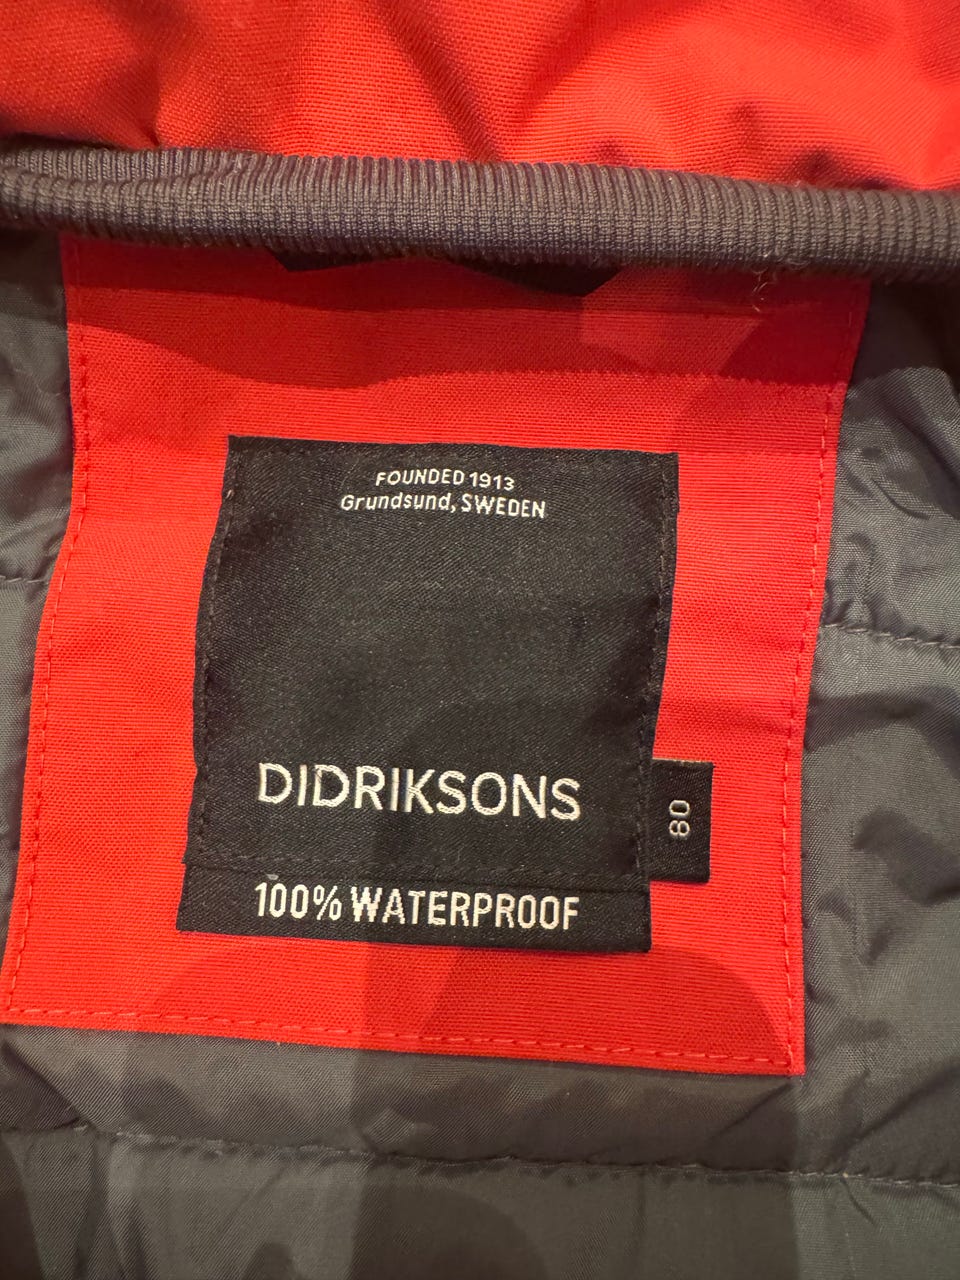 FOUNDED 1913
Grundsund, SWEDEN
DIDRIKSONS
80
100% WATERPROOF